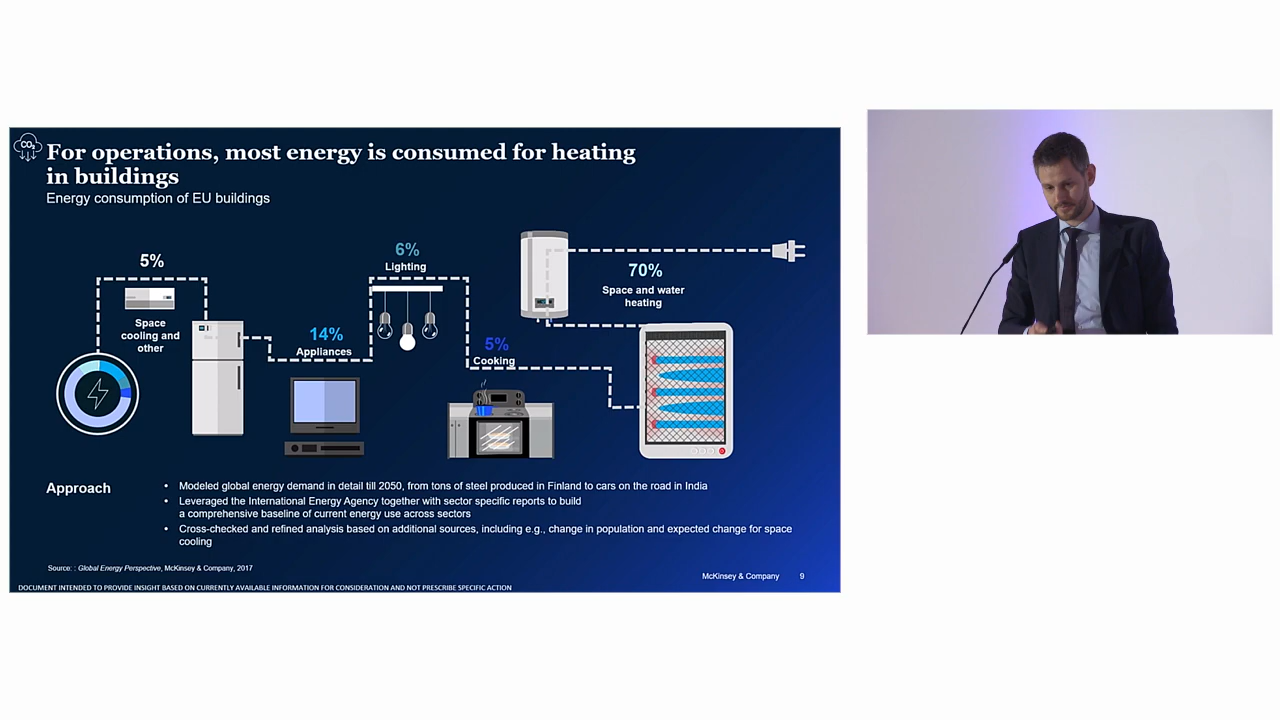 CO₂
For operations, most energy is consumed for heating
in buildings
Energy consumption of EU buildings
5%
Space
cooling and
other
14%
Appliances
6%
Lighting
5%
Cooking
70%
Space and water
heating
Approach
• Modeled global energy demand in detail till 2050, from tons of steel produced in Finland to cars on the road in India
• Leveraged the International Energy Agency together with sector specific reports to build
a comprehensive baseline of current energy use across sectors
• Cross-checked and refined analysis based on additional sources, including e.g., change in population and expected change for space
cooling
Source: : Global Energy Perspective, McKinsey & Company, 2017
McKinsey & Company 9
DOCUMENT INTENDED TO PROVIDE INSIGHT BASED ON CURRENTLY AVAILABLE INFORMATION FOR CONSIDERATION AND NOT PRESCRIBE SPECIFIC ACTION